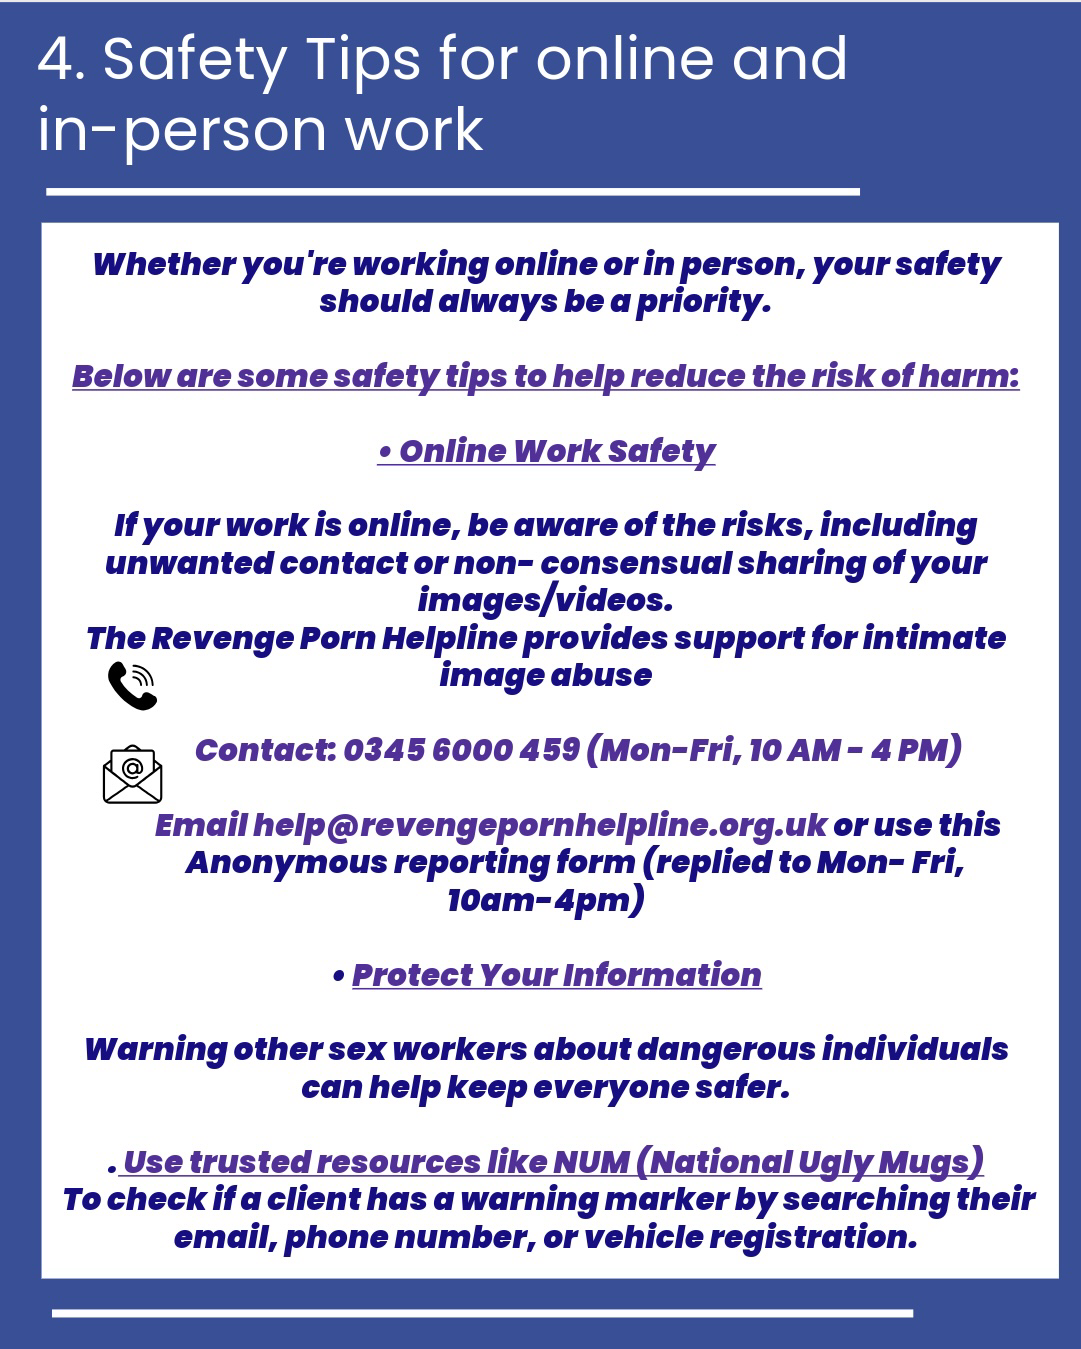 4. Safety Tips for online and
in-person work
Whether you're working online or in person, your safety
should always be a priority.
Below are some safety tips to help reduce the risk of harm:
• Online Work Safety
If your work is online, be aware of the risks, including
unwanted contact or non- consensual sharing of your
images/videos.
The Revenge Porn Helpline provides support for intimate
image abuse
Contact: 0345 6000 459 (Mon-Fri, 10 AM - 4 PM)
Email help@revengepornhelpline.org.uk or use this
Anonymous reporting form (replied to Mon- Fri,
10am-4pm)
• Protect Your Information
Warning other sex workers about dangerous individuals
can help keep everyone safer.
. Use trusted resources like NUM (National Ugly Mugs)
To check if a client has a warning marker by searching their
email, phone number, or vehicle registration.